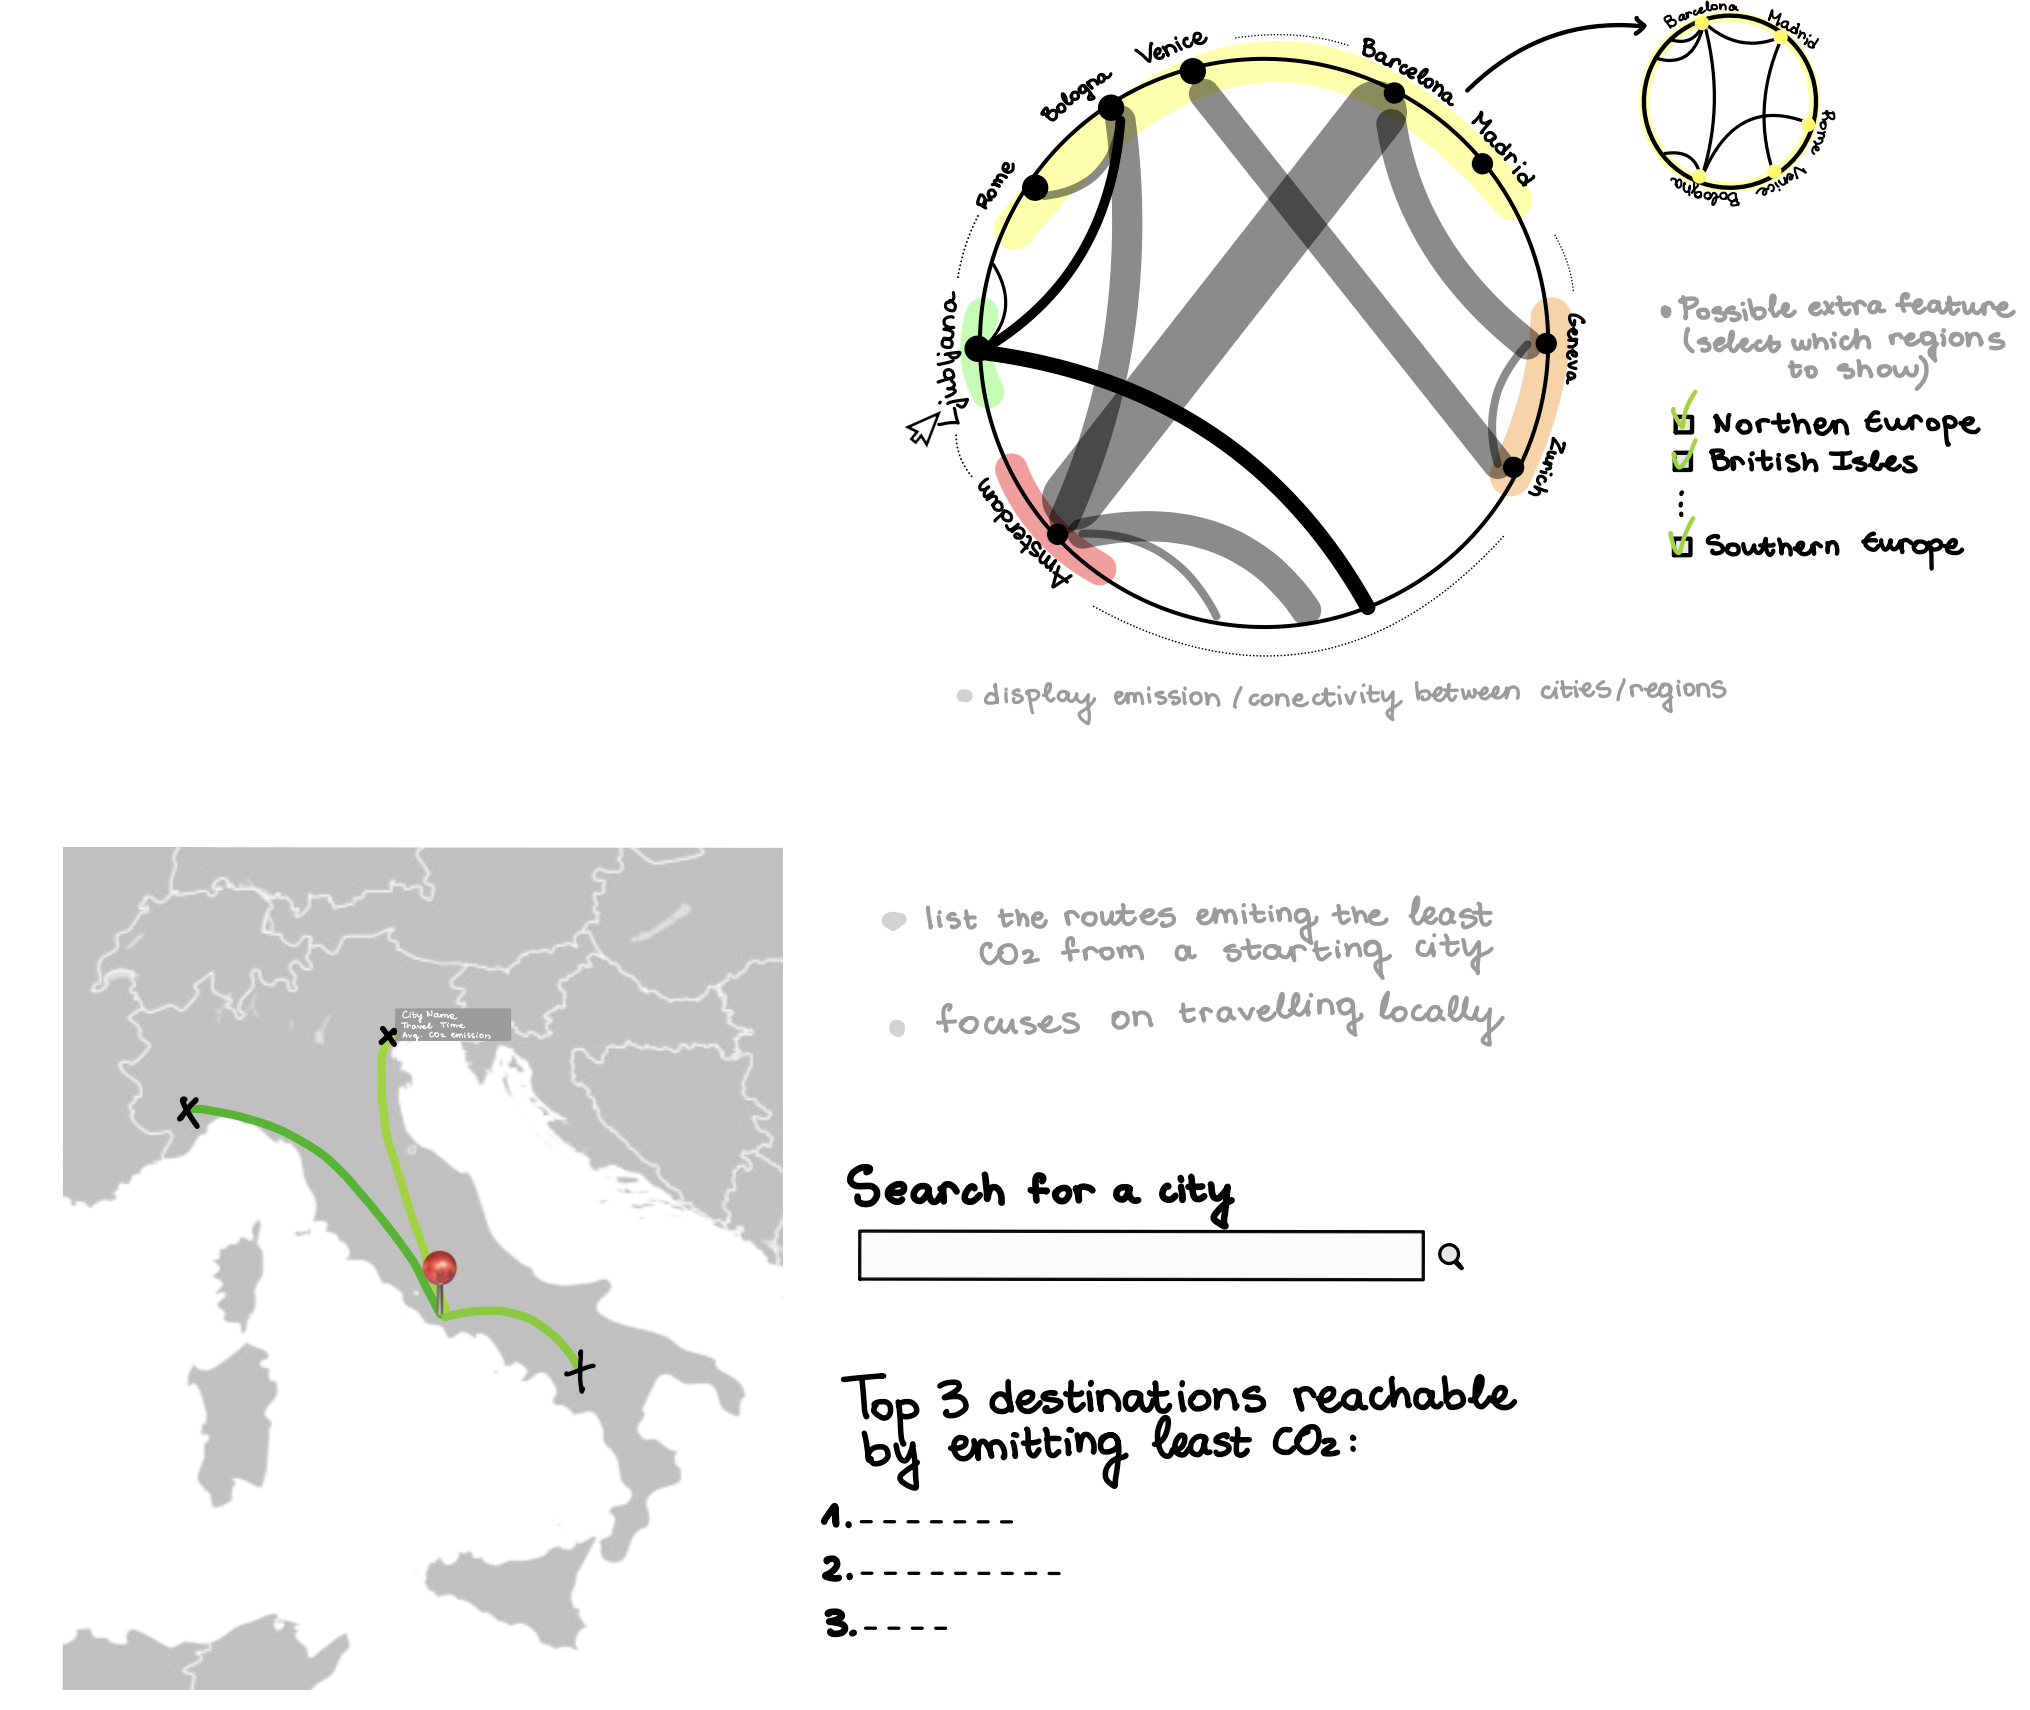 Venice
Barcelona
Bologna
Madrid
Rome
Ljubljana
Geneva
Zurich
Amsterdam
Barcelona
Madrid
Rome
Venice
Bologna
Possible extra feature
(select which regions
to show)
Northen Europe
British Isles
Southern Europe
display emission / conectivity between cities/regions
City Name
Travel Time
Avg. CO2 emission
list the routes emiting the least
CO2 from a starting city
focuses on travelling locally
Search for a city
Top 3 destinations reachable
by emitting least CO2:
1. -------
2. ---------
3. ----